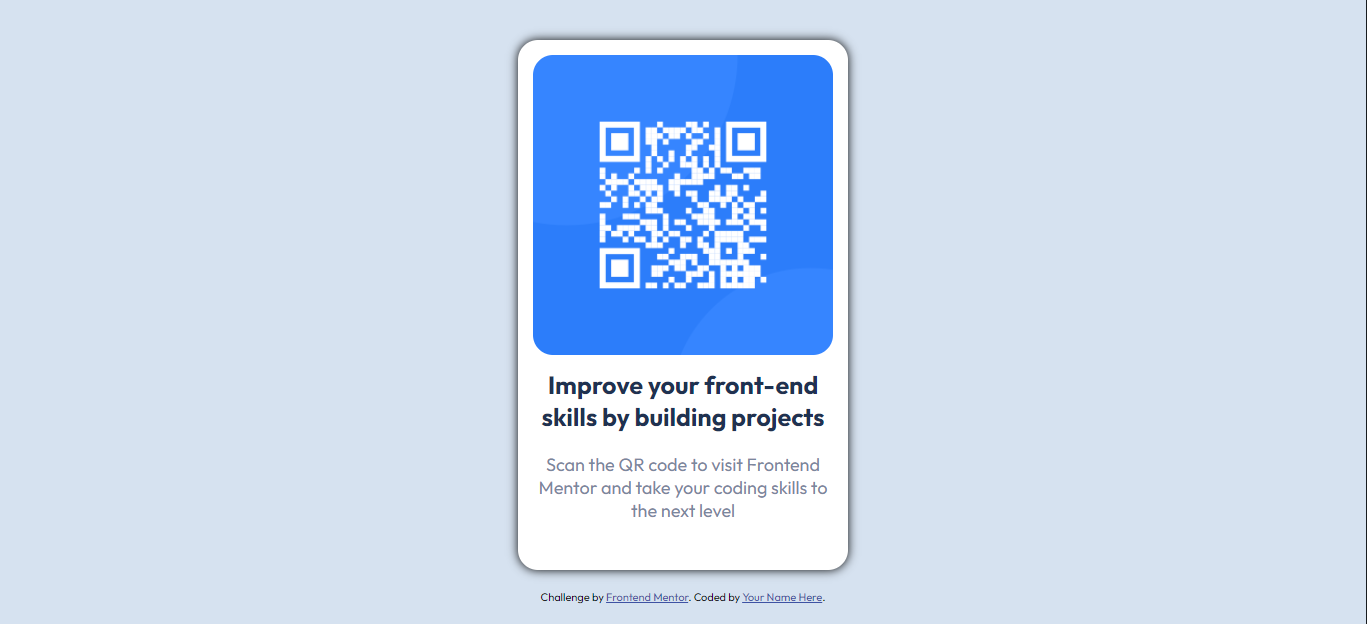 Improve your front-end
skills by building projects
Scan the QR code to visit Frontend
Mentor and take your coding skills to
the next level
Challenge by Frontend Mentor. Coded by Your Name Here.